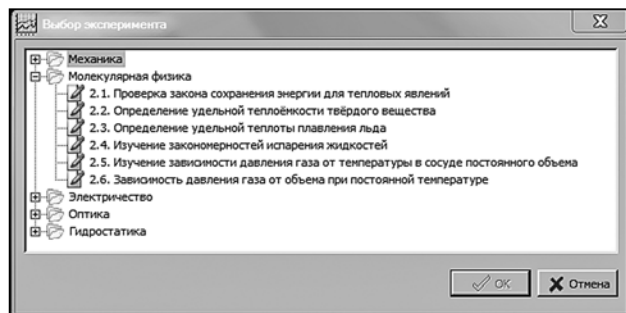 Выбор эксперимента
Механика
Молекулярная физика
2.1. Проверка закона сохранения энергии для тепловых явлений
2.2. Определение удельной теплоёмкости твёрдого вещества
2.3. Определение удельной теплоты плавления льда
2.4. Изучение закономерностей испарения жидкостей
2.5. Изучение зависимости давления газа от температуры в сосуде постоянного объема
2.6. Зависимость давления газа от объема при постоянной температуре
Электричество
Оптика
Гидростатика
ОК Отмена